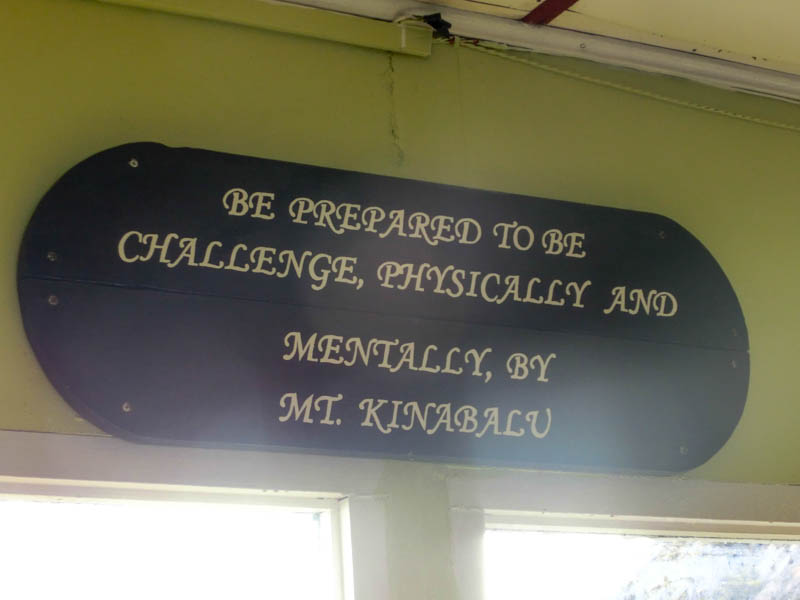 BE PREPARED TO BE
CHALLENGE, PHYSICALLY AND
MENTALLY, BY
MT. KINABALU